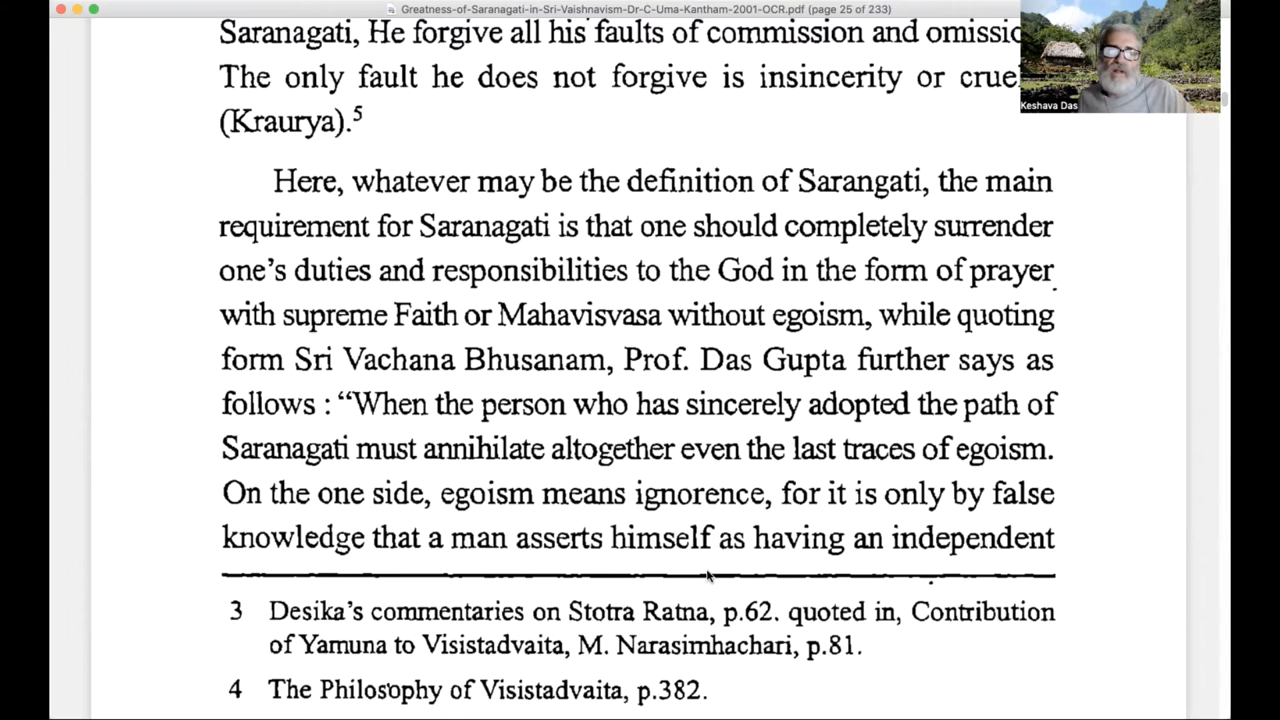 Greatness-of-Saranagati-in-Sri-Vaishnavism-Dr-C-Uma-Kantham-2001-OCR.pdf (page 25 of 233)
Saranagati, He forgive all his faults of commission and
The only fault he does not forgive is insincerity or
Keshava Das
(Kraurya).5
Here, whatever may be the definition of Sarangati, the main
requirement for Saranagati is that one should completely surrender
one's duties and responsibilities to the God in the form of prayer
with supreme Faith or Mahavisvasa without egoism, while quoting
form Sri Vachana Bhusanam, Prof. Das Gupta further says as
follows : “When the person who has sincerely adopted the path of
Saranagati must annihilate altogether even the last traces of egoism.
On the one side, egoism means ignorence, for it is only by false
knowledge that a man asserts himself as having an independent
3 Desika's commentaries on Stotra Ratna, p.62. quoted in, Contribution
of Yamuna to Visistadvaita, M. Narasimhachari, p.81.
4 The Philosophy of Visistadvaita, p.382.